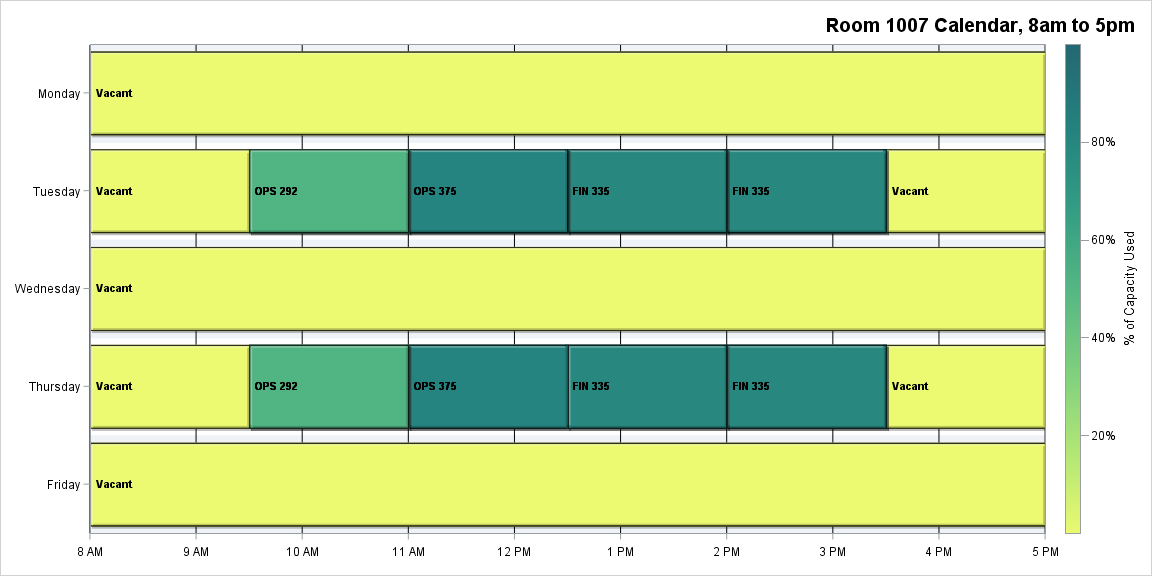 Room 1007 Calendar, 8am to 5pm
Monday
Vacant
Tuesday
Vacant
OPS 292
OPS 375
FIN 335
FIN 335
Vacant
Wednesday
Vacant
Thursday
Vacant
OPS 292
OPS 375
FIN 335
FIN 335
Vacant
Friday
Vacant
8 AM
9 AM
10 AM
11 AM
12 PM
1 PM
2 PM
3 PM
4 PM
5 PM
80%
60%
40%
20%
% of Capacity Used